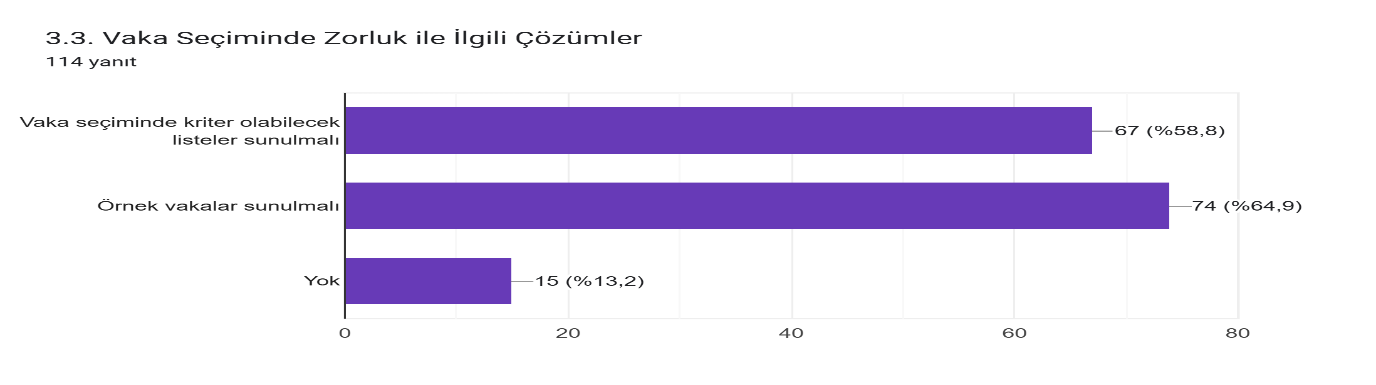 3.3. Vaka Seçiminde Zorluk ile İlgili Çözümler
114 yanıt
Vaka seçiminde kriter olabilecek
listeler sunulmalı
67 (%58,8)
Örnek vakalar sunulmalı
74 (%64,9)
Yok
15 (%13,2)
0
20
40
60
80